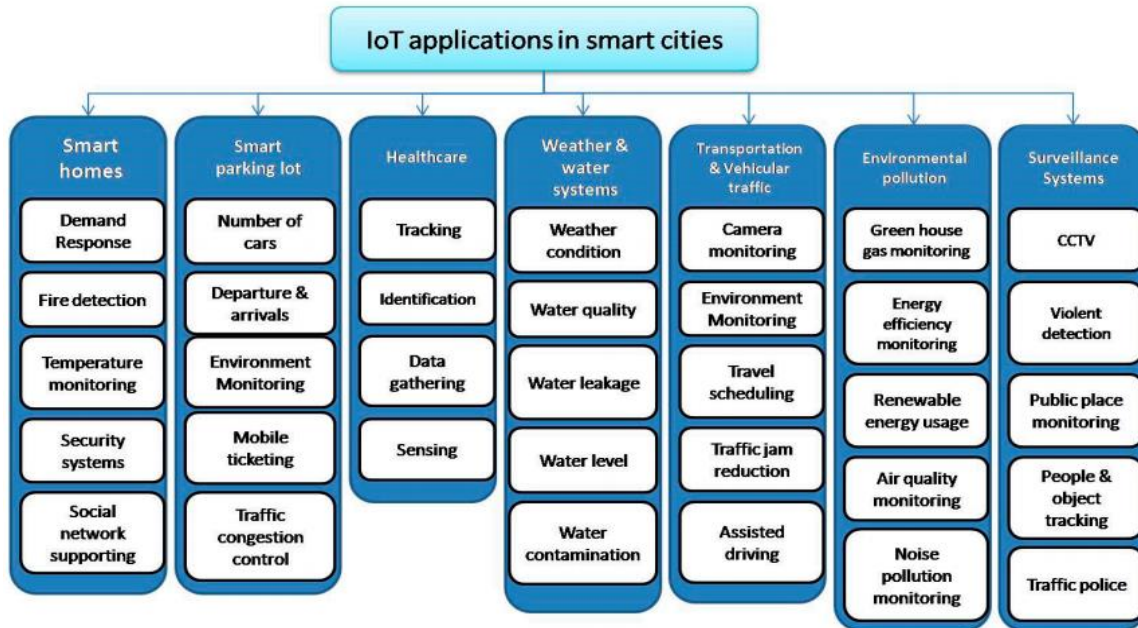 IoT applications in smart cities
Smart
homes
Demand
Response
Fire detection
Temperature
monitoring
Security
systems
Social
network
supporting
Smart
parking lot
Number of
cars
Departure &
arrivals
Environment
Monitoring
Mobile
ticketing
Traffic
congestion
control
Healthcare
Tracking
Identification
Data
gathering
Sensing
Weather &
water
systems
Weather
condition
Water quality
Water leakage
Water level
Water
contamination
Transportation
& Vehicular
traffic
Camera
monitoring
Environment
Monitoring
Travel
scheduling
Traffic jam
reduction
Assisted
driving
Environmental
pollution
Green house
gas monitoring
Energy
efficiency
monitoring
Renewable
energy usage
Air quality
monitoring
Noise
pollution
monitoring
Surveillance
Systems
CCTV
Violent
detection
Public place
monitoring
People &
object
tracking
Traffic police